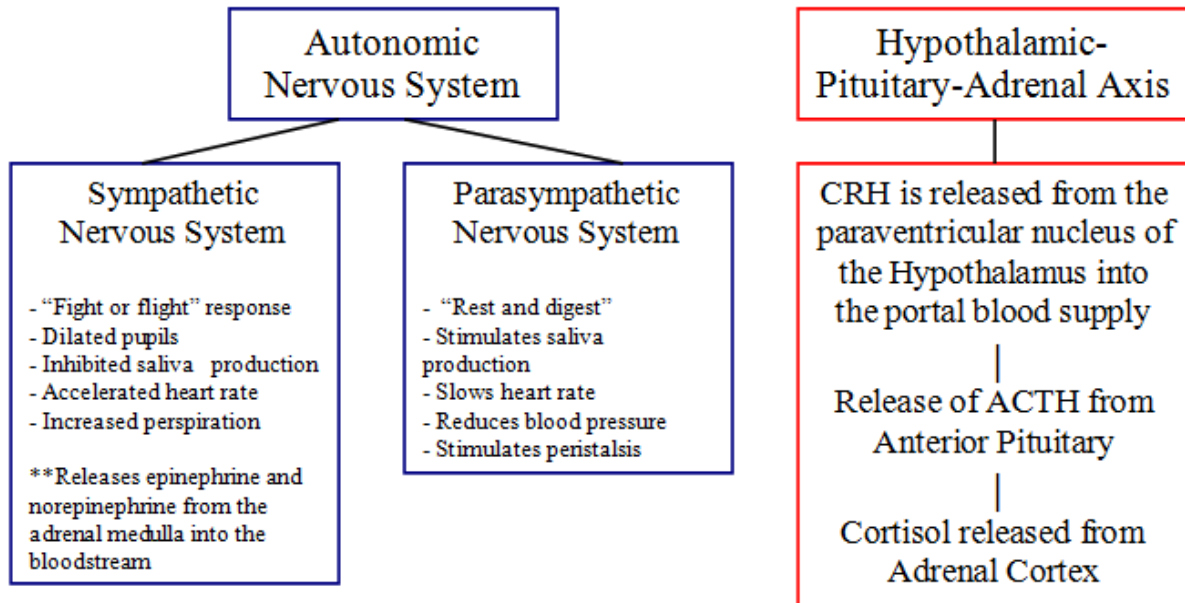 Autonomic
Nervous System
Hypothalamic-
Pituitary-Adrenal Axis
Sympathetic
Nervous System
- “Fight or flight” response
- Dilated pupils
- Inhibited saliva production
- Accelerated heart rate
- Increased perspiration
**Releases epinephrine and
norepinephrine from the
adrenal medulla into the
bloodstream
Parasympathetic
Nervous System
- “Rest and digest”
- Stimulates saliva
production
- Slows heart rate
- Reduces blood pressure
- Stimulates peristalsis
CRH is released from the
paraventricular nucleus of
the Hypothalamus into
the portal blood supply
Release of ACTH from
Anterior Pituitary
Cortisol released from
Adrenal Cortex